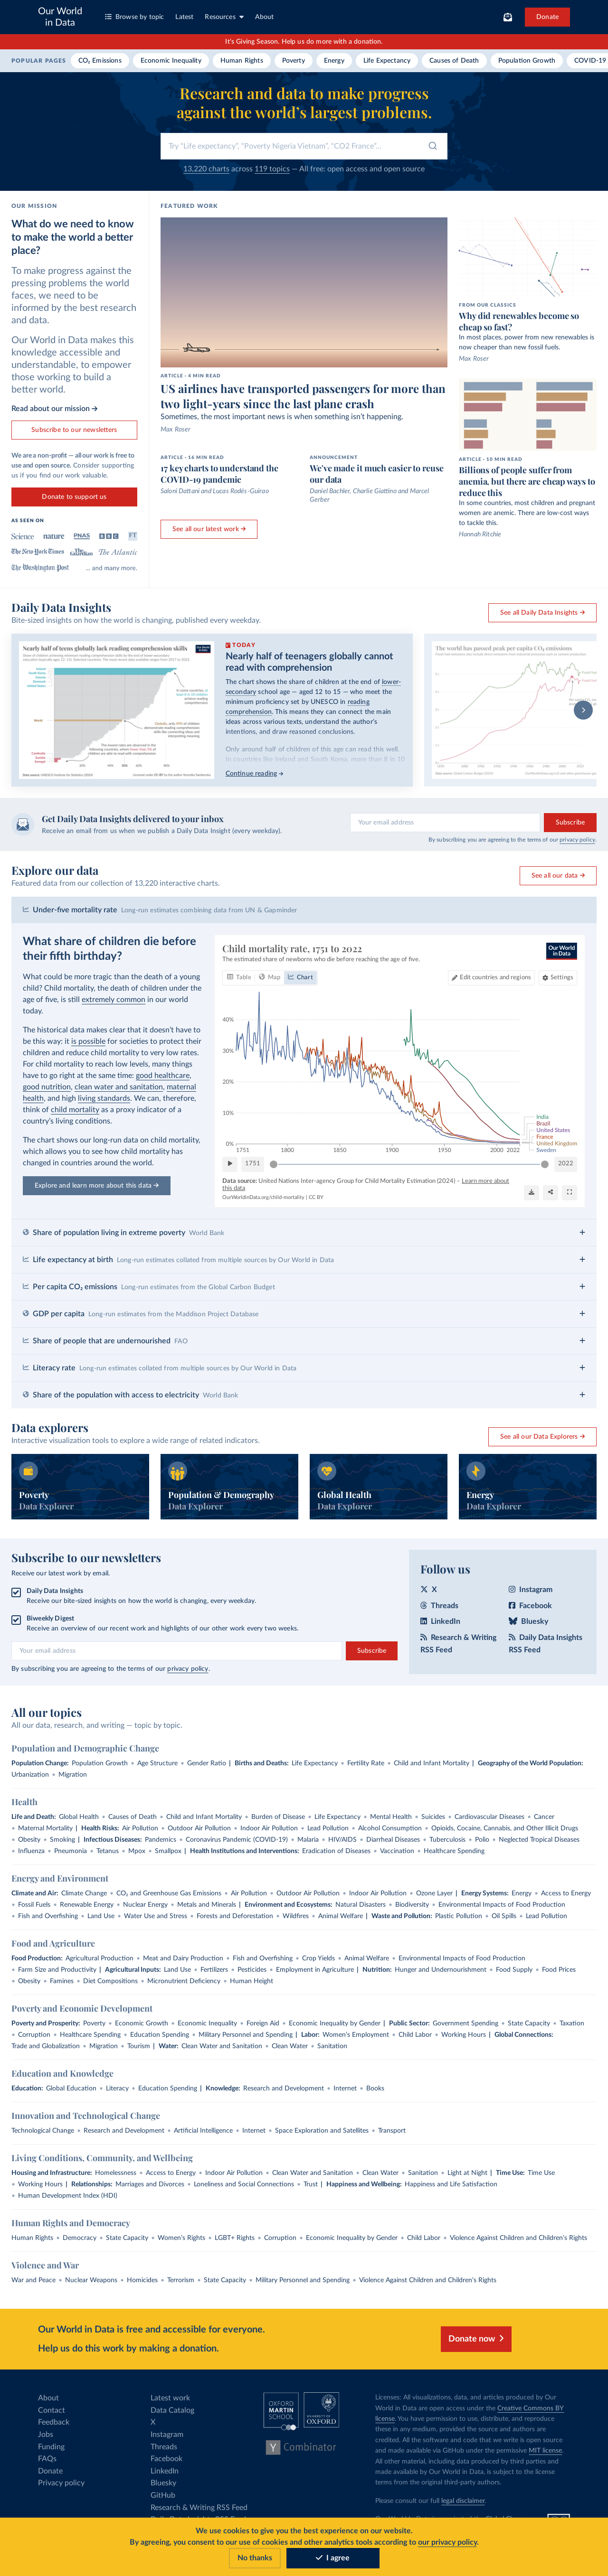 Our World
in Data
Browse by topic
Latest
Resources
About
Donate
It's Giving Season. Help us do more with a donation.
POPULAR PAGES
CO₂ Emissions
Economic Inequality
Human Rights
Poverty
Energy
Life Expectancy
Causes of Death
Population Growth
COVID-19
Research and data to make progress
against the world's largest problems.
Try "Life expectancy", "Poverty Nigeria Vietnam", "CO2 France"...
13,220 charts across 119 topics — All free: open access and open source
OUR MISSION
What do we need to know
to make the world a better
place?
To make progress against the
pressing problems the world
faces, we need to be
informed by the best research
and data.
Our World in Data makes this
knowledge accessible and
understandable, to empower
those working to build a
better world.
Read about our mission →
Subscribe to our newsletters
We are a non-profit — all our work is free to
use and open source. Consider supporting
us if you find our work valuable.
Donate to support us
AS SEEN ON
Science
nature
PNAS
BBC
FT
The New York Times
The Guardian
The Atlantic
The Washington Post
... and many more.
FEATURED WORK
ARTICLE - 4 MIN READ
US airlines have transported passengers for more than
two light-years since the last plane crash
Sometimes, the most important news is when something isn't happening.
Max Roser
ARTICLE - 16 MIN READ
17 key charts to understand the
COVID-19 pandemic
Saloni Dattani and Lucas Rodés-Guirao
ANNOUNCEMENT
We've made it much easier to reuse
our data
Daniel Bachler, Charlie Giattino and Marcel
Gerber
See all our latest work →
FROM OUR CLASSICS
Why did renewables become so
cheap so fast?
In most places, power from new renewables is
now cheaper than new fossil fuels.
Max Roser
ARTICLE - 10 MIN READ
Billions of people suffer from
anemia, but there are cheap ways to
reduce this
In some countries, most children and pregnant
women are anemic. There are low-cost ways
to tackle this.
Hannah Ritchie
Daily Data Insights
Bite-sized insights on how the world is changing, published every weekday.
See all Daily Data Insights →
Nearly half of teens globally lack reading comprehension skills
TODAY
Nearly half of teenagers globally cannot
read with comprehension
The chart shows the share of children at the end of lower-
secondary school age — aged 12 to 15 — who meet the
minimum proficiency set by UNESCO in reading
comprehension. This means they can connect the main
ideas across various texts, understand the author's
intentions, and draw reasoned conclusions.
Only around half of children of this age can read this well.
In countries like Ireland and South Korea, more than 8 in 10
Continue reading →
The world has passed peak per capita CO₂ emissions
Get Daily Data Insights delivered to your inbox
Receive an email from us when we publish a Daily Data Insight (every weekday).
Your email address
Subscribe
By subscribing you are agreeing to the terms of our privacy policy.
Explore our data
Featured data from our collection of 13,220 interactive charts.
See all our data →
Under-five mortality rate Long-run estimates combining data from UN & Gapminder
What share of children die before
their fifth birthday?
What could be more tragic than the death of a young
child? Child mortality, the death of children under the
age of five, is still extremely common in our world
today.
The historical data makes clear that it doesn't have to
be this way: it is possible for societies to protect their
children and reduce child mortality to very low rates.
For child mortality to reach low levels, many things
have to go right at the same time: good healthcare,
good nutrition, clean water and sanitation, maternal
health, and high living standards. We can, therefore,
think of child mortality as a proxy indicator of a
country's living conditions.
The chart shows our long-run data on child mortality,
which allows you to see how child mortality has
changed in countries around the world.
Explore and learn more about this data →
Child mortality rate, 1751 to 2022
The estimated share of newborns who die before reaching the age of five.
Our World
in Data
Table
Map
Chart
Edit countries and regions
Settings
40%
30%
20%
10%
0%
1751
1800
1850
1900
1950
2000
2022
India
Brazil
United States
France
United Kingdom
Sweden
1751
2022
Data source: United Nations Inter-agency Group for Child Mortality Estimation (2024) – Learn more about
this data
OurWorldinData.org/child-mortality | CC BY
Share of population living in extreme poverty World Bank
Life expectancy at birth Long-run estimates collated from multiple sources by Our World in Data
Per capita CO₂ emissions Long-run estimates from the Global Carbon Budget
GDP per capita Long-run estimates from the Maddison Project Database
Share of people that are undernourished FAO
Literacy rate Long-run estimates collated from multiple sources by Our World in Data
Share of the population with access to electricity World Bank
Data explorers
Interactive visualization tools to explore a wide range of related indicators.
See all our Data Explorers →
Poverty
Data Explorer
Population & Demography
Data Explorer
Global Health
Data Explorer
Energy
Data Explorer
Subscribe to our newsletters
Receive our latest work by email.
Daily Data Insights
Receive our bite-sized insights on how the world is changing, every weekday.
Biweekly Digest
Receive an overview of our recent work and highlights of our other work every two weeks.
Your email address
Subscribe
By subscribing you are agreeing to the terms of our privacy policy.
Follow us
X
Instagram
Threads
Facebook
LinkedIn
Bluesky
Research & Writing
RSS Feed
Daily Data Insights
RSS Feed
All our topics
All our data, research, and writing — topic by topic.
Population and Demographic Change
Population Change: Population Growth • Age Structure • Gender Ratio | Births and Deaths: Life Expectancy • Fertility Rate • Child and Infant Mortality | Geography of the World Population:
Urbanization • Migration
Health
Life and Death: Global Health • Causes of Death • Child and Infant Mortality • Burden of Disease • Life Expectancy • Mental Health • Suicides • Cardiovascular Diseases • Cancer
• Maternal Mortality | Health Risks: Air Pollution • Outdoor Air Pollution • Indoor Air Pollution • Lead Pollution • Alcohol Consumption • Opioids, Cocaine, Cannabis, and Other Illicit Drugs
• Obesity • Smoking | Infectious Diseases: Pandemics • Coronavirus Pandemic (COVID-19) • Malaria • HIV/AIDS • Diarrheal Diseases • Tuberculosis • Polio • Neglected Tropical Diseases
• Influenza • Pneumonia • Tetanus • Mpox • Smallpox | Health Institutions and Interventions: Eradication of Diseases • Vaccination • Healthcare Spending
Energy and Environment
Climate and Air: Climate Change • CO₂ and Greenhouse Gas Emissions • Air Pollution • Outdoor Air Pollution • Indoor Air Pollution • Ozone Layer | Energy Systems: Energy • Access to Energy
• Fossil Fuels • Renewable Energy • Nuclear Energy • Metals and Minerals | Environment and Ecosystems: Natural Disasters • Biodiversity • Environmental Impacts of Food Production
• Fish and Overfishing • Land Use • Water Use and Stress • Forests and Deforestation • Wildfires • Animal Welfare | Waste and Pollution: Plastic Pollution • Oil Spills • Lead Pollution
Food and Agriculture
Food Production: Agricultural Production • Meat and Dairy Production • Fish and Overfishing • Crop Yields • Animal Welfare • Environmental Impacts of Food Production
• Farm Size and Productivity | Agricultural Inputs: Land Use • Fertilizers • Pesticides • Employment in Agriculture | Nutrition: Hunger and Undernourishment • Food Supply • Food Prices
• Obesity • Famines • Diet Compositions • Micronutrient Deficiency • Human Height
Poverty and Economic Development
Poverty and Prosperity: Poverty • Economic Growth • Economic Inequality • Foreign Aid • Economic Inequality by Gender | Public Sector: Government Spending • State Capacity • Taxation
• Corruption • Healthcare Spending • Education Spending • Military Personnel and Spending | Labor: Women's Employment • Child Labor • Working Hours | Global Connections:
Trade and Globalization • Migration • Tourism | Water: Clean Water and Sanitation • Clean Water • Sanitation
Education and Knowledge
Education: Global Education • Literacy • Education Spending | Knowledge: Research and Development • Internet • Books
Innovation and Technological Change
Technological Change • Research and Development • Artificial Intelligence • Internet • Space Exploration and Satellites • Transport
Living Conditions, Community, and Wellbeing
Housing and Infrastructure: Homelessness • Access to Energy • Indoor Air Pollution • Clean Water and Sanitation • Clean Water • Sanitation • Light at Night | Time Use: Time Use
• Working Hours | Relationships: Marriages and Divorces • Loneliness and Social Connections • Trust | Happiness and Wellbeing: Happiness and Life Satisfaction
• Human Development Index (HDI)
Human Rights and Democracy
Human Rights • Democracy • State Capacity • Women's Rights • LGBT+ Rights • Corruption • Economic Inequality by Gender • Child Labor • Violence Against Children and Children's Rights
Violence and War
War and Peace • Nuclear Weapons • Homicides • Terrorism • State Capacity • Military Personnel and Spending • Violence Against Children and Children's Rights
Our World in Data is free and accessible for everyone.
Help us do this work by making a donation.
Donate now
About
Contact
Feedback
Jobs
Funding
FAQs
Donate
Privacy policy
Latest work
Data Catalog
X
Instagram
Threads
Facebook
LinkedIn
Bluesky
GitHub
Research & Writing RSS Feed
OXFORD
MARTIN
SCHOOL
UNIVERSITY OF
OXFORD
Y Combinator
Licenses: All visualizations, data, and articles produced by Our
World in Data are open access under the Creative Commons BY
license. You have permission to use, distribute, and reproduce
these in any medium, provided the source and authors are
credited. All the software and code that we write is open source
and made available via GitHub under the permissive MIT license.
All other material, including data produced by third parties and
made available by Our World in Data, is subject to the license
terms from the original third-party authors.
Please consult our full legal disclaimer.
We use cookies to give you the best experience on our website.
By agreeing, you consent to our use of cookies and other analytics tools according to our privacy policy.
No thanks
I agree